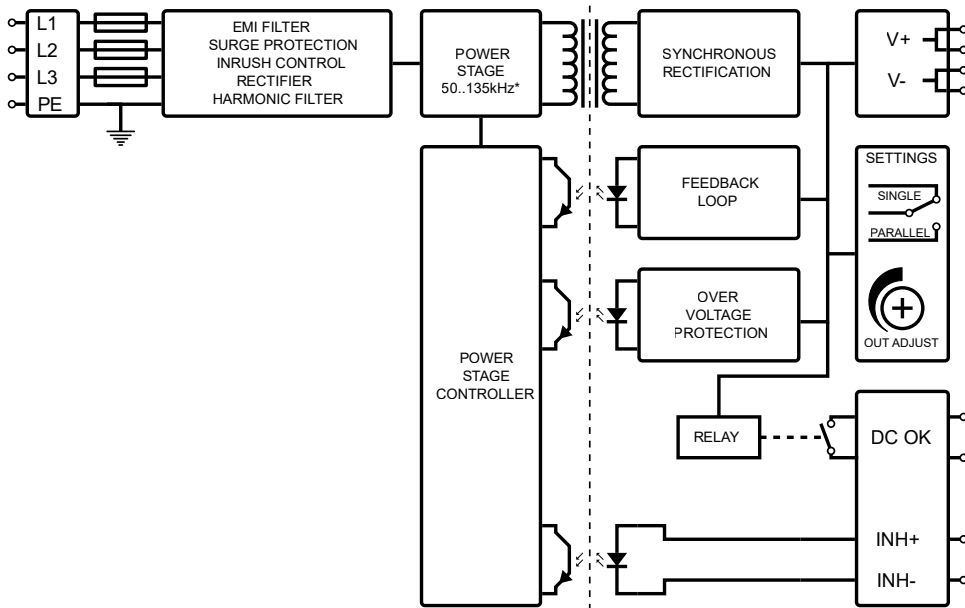 L1
L2
L3
PE
EMI FILTER
SURGE PROTECTION
INRUSH CONTROL
RECTIFIER
HARMONIC FILTER
POWER
STAGE
50..135kHz*
SYNCHRONOUS
RECTIFICATION
V+
V-
POWER
STAGE
CONTROLLER
FEEDBACK
LOOP
OVER
VOLTAGE
PROTECTION
SETTINGS
SINGLE
PARALLEL
OUT ADJUST
RELAY
DC OK
INH+
INH-